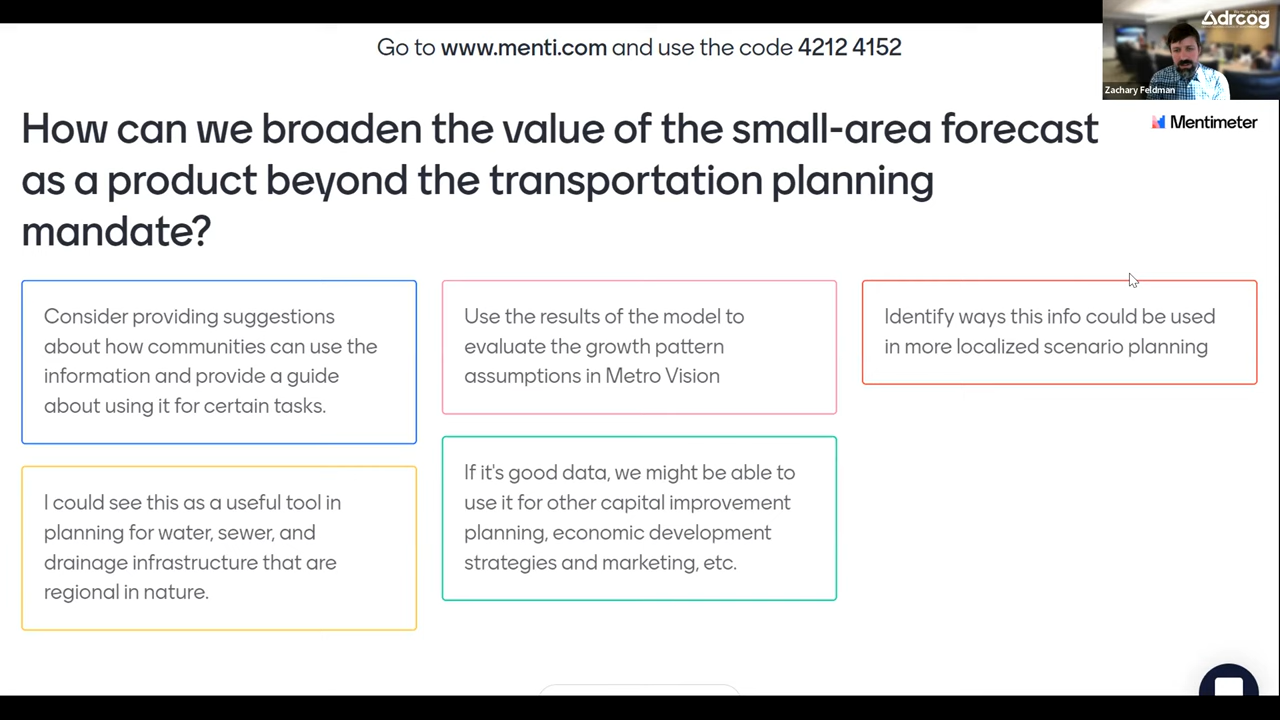 Go to www.menti.com and use the code 4212 4152
drcog
Zachary Feldman
Mentimeter
How can we broaden the value of the small-area forecast
as a product beyond the transportation planning
mandate?
Consider providing suggestions
about how communities can use the
information and provide a guide
about using it for certain tasks.
I could see this as a useful tool in
planning for water, sewer, and
drainage infrastructure that are
regional in nature.
Use the results of the model to
evaluate the growth pattern
assumptions in Metro Vision
If it's good data, we might be able to
use it for other capital improvement
planning, economic development
strategies and marketing, etc.
Identify ways this info could be used
in more localized scenario planning